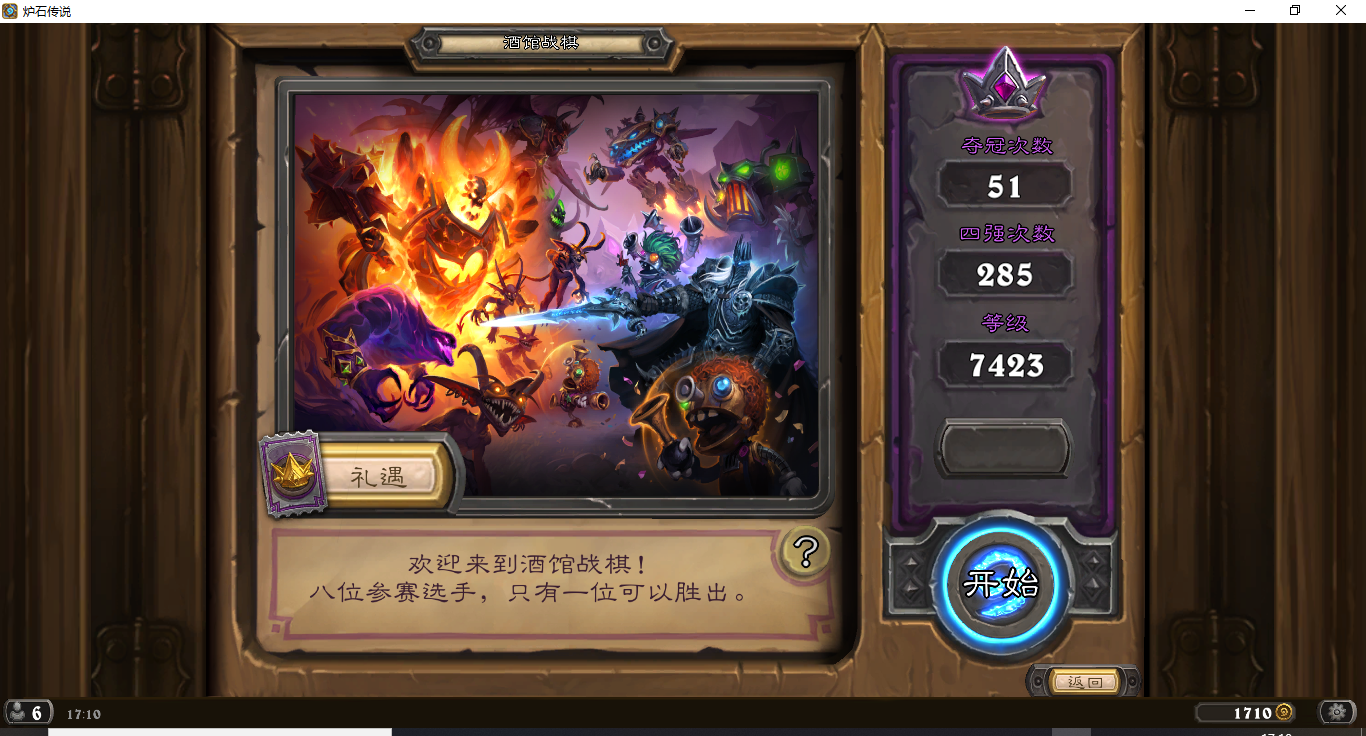 炉石传说
酒馆战棋
夺冠次数
51
四强次数
285
等级
7423
礼遇
欢迎来到酒馆战棋！
八位参赛选手，只有一位可以胜出。
?
开始
返回
6
17:10
1710